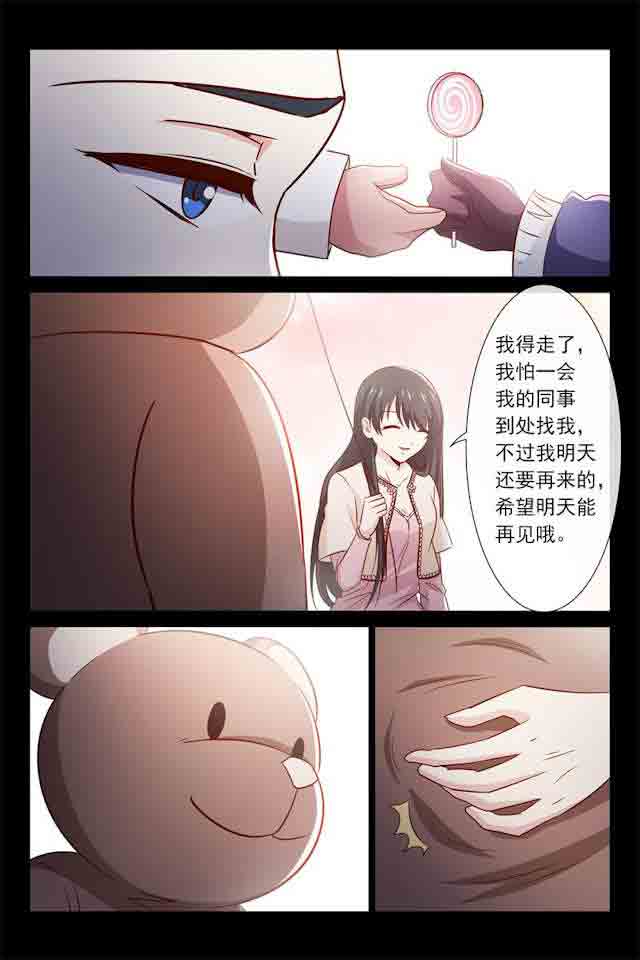 我得走了，
我怕一会
我的同事
到处找我，
不过我明天
还要再来的，
希望明天能
再见哦。